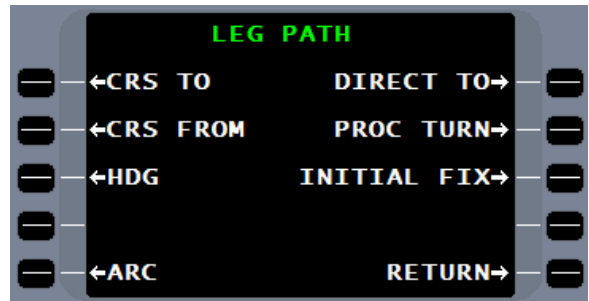 LEG PATH
←CRS TO DIRECT TO→
←CRS FROM PROC TURN→
←HDG INITIAL FIX→
←ARC RETURN→